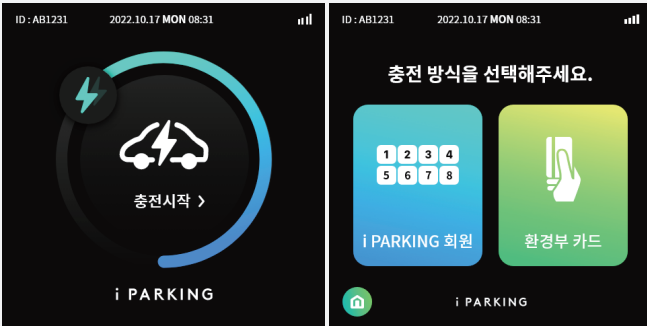 ID : AB1231 2022.10.17 MON 08:31
충전시작 >
i PARKING
ID : AB1231 2022.10.17 MON 08:31
충전 방식을 선택해주세요.
1 2 3 4
5 6 7 8
i PARKING 회원
환경부 카드
i PARKING